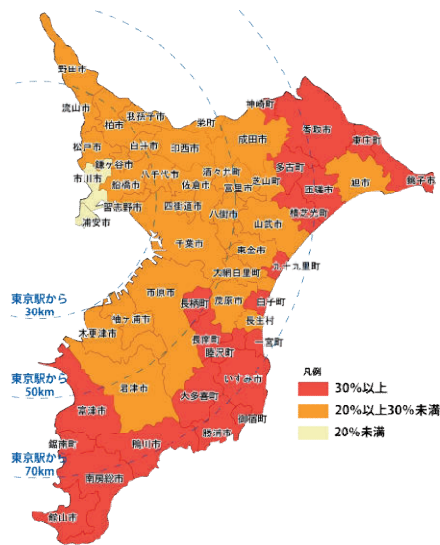 野田市
流山市
柏市
我孫子市
栄町
神崎町
香取市
東庄町
銚子市
成田市
松戸市
白井市
印西市
鎌ケ谷市
市川市
船橋市
八千代市
佐倉市
酒々井町
富里市
芝山町
多古町
匝瑳市
旭市
横芝光町
習志野市
浦安市
四街道市
八街市
山武市
千葉市
東金市
大網白里町
九十九里町
東京駅から
30km
市原市
長柄町
茂原市
白子町
長生村
袖ヶ浦市
木更津市
長南町
睦沢町
一宮町
東京駅から
50km
君津市
富津市
大多喜町
いすみ市
御宿町
勝浦市
鋸南町
鴨川市
東京駅から
70km
南房総市
館山市
凡例
30%以上
20%以上30%未満
20%未満